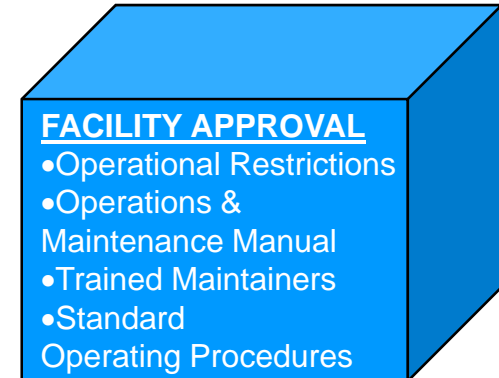 FACILITY APPROVAL
•Operational Restrictions
•Operations &
Maintenance Manual
•Trained Maintainers
•Standard
Operating Procedures